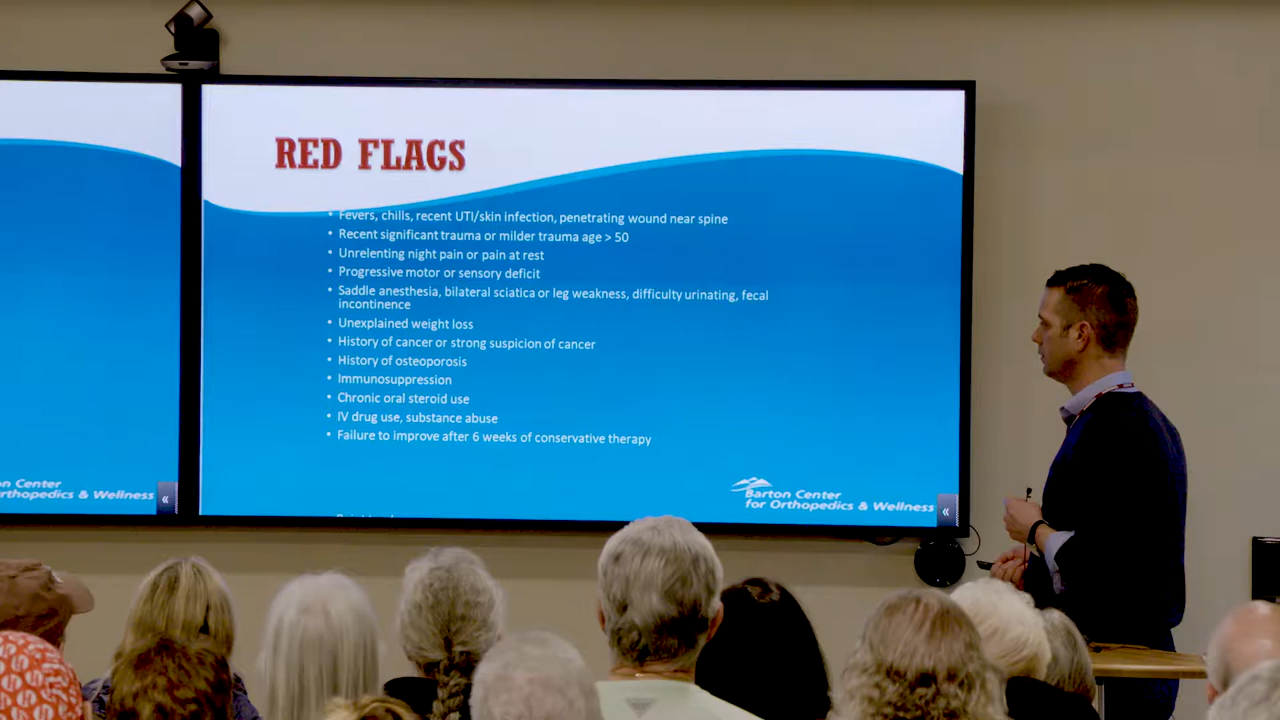 RED FLAGS
• Fevers, chills, recent UTI/skin infection, penetrating wound near spine
• Recent significant trauma or milder trauma age > 50
• Unrelenting night pain or pain at rest
• Progressive motor or sensory deficit
• Saddle anesthesia, bilateral sciatica or leg weakness, difficulty urinating, fecal
incontinence
• Unexplained weight loss
• History of cancer or strong suspicion of cancer
• History of osteoporosis
• Immunosuppression
• Chronic oral steroid use
• IV drug use, substance abuse
• Failure to improve after 6 weeks of conservative therapy
Barton Center
for Orthopedics & Wellness
«
on Center
rthopedics & Wellness
«